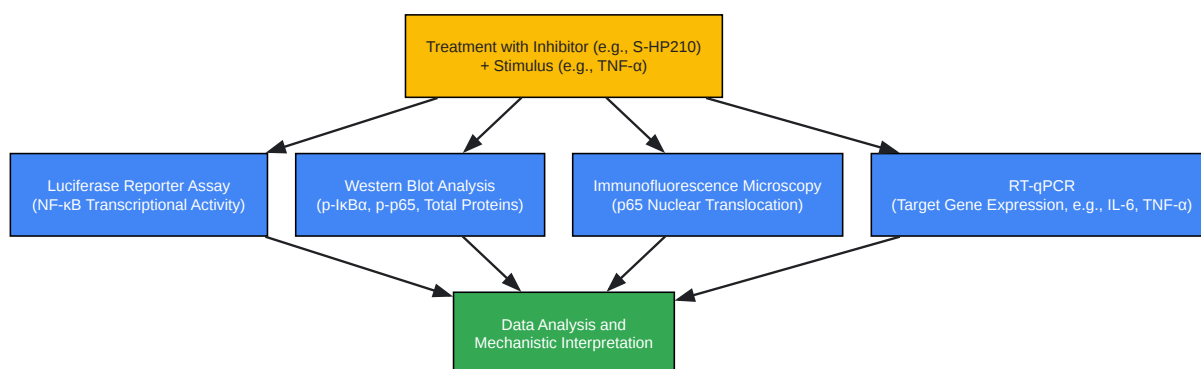 Treatment with Inhibitor (e.g., S-HP210)
+ Stimulus (e.g., TNF-α)
Luciferase Reporter Assay
(NF-κB Transcriptional Activity)
Western Blot Analysis
(p-IκBα, p-p65, Total Proteins)
Immunofluorescence Microscopy
(p65 Nuclear Translocation)
RT-qPCR
(Target Gene Expression, e.g., IL-6, TNF-α)
Data Analysis and
Mechanistic Interpretation